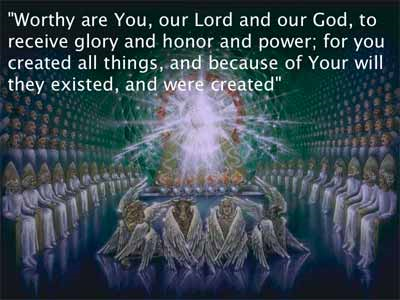 "Worthy are You, our Lord and our God, to
receive glory and honor and power; for you
created all things, and because of Your will
they existed, and were created"